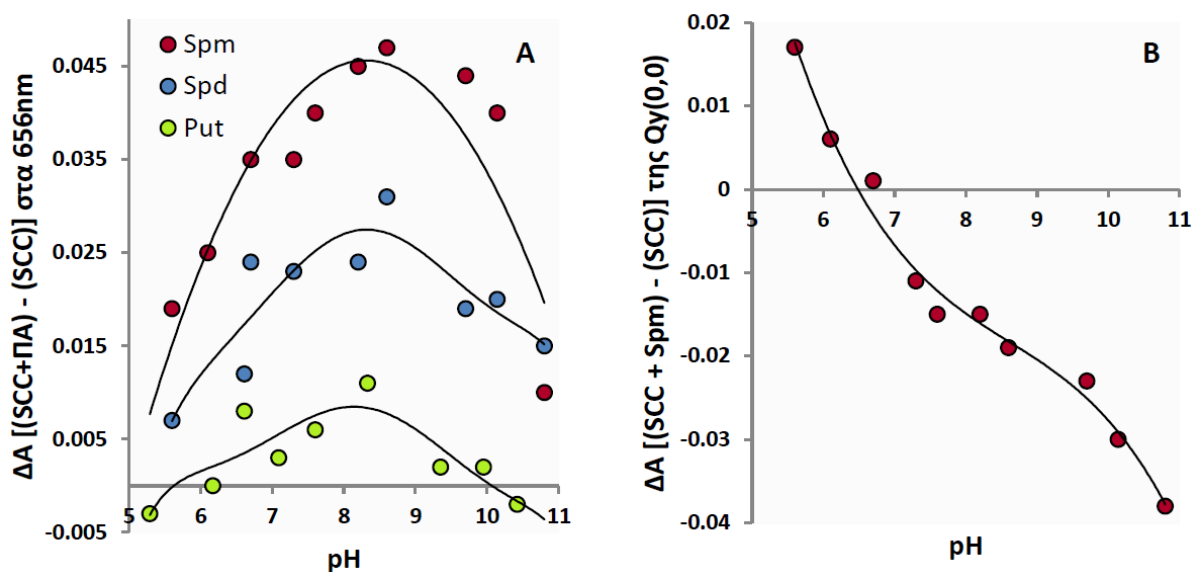 ΔA [(SCC+ΠΑ) - (SCC)] στα 656nm
0.045
0.035
0.025
0.015
0.005
-0.005
Spm
Spd
Put
A
5 6 7 8 9 10 11
pH
ΔA [(SCC + Spm) - (SCC)] της Qy(0,0)
0.02
0.01
0
-0.01
-0.02
-0.03
-0.04
B
5 6 7 8 9 10 11
pH